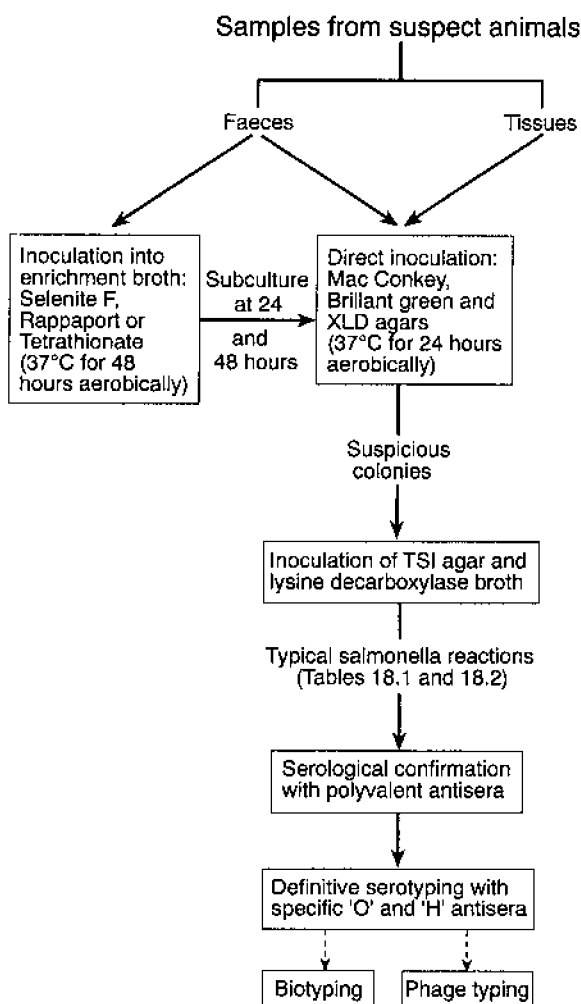 Samples from suspect animals
Faeces
Tissues
Inoculation into
enrichment broth:
Selenite F,
Rappaport or
Tetrathionate
(37°C for 48
hours aerobically)
Subculture
at 24
and
48 hours
Direct inoculation:
Mac Conkey,
Brillant green and
XLD agars
(37°C for 24 hours
aerobically)
Suspicious
colonies
Inoculation of TSI agar and
lysine decarboxylase broth
Typical salmonella reactions
(Tables 18.1 and 18.2)
Serological confirmation
with polyvalent antisera
Definitive serotyping with
specific 'O' and 'H' antisera
Biotyping
Phage typing